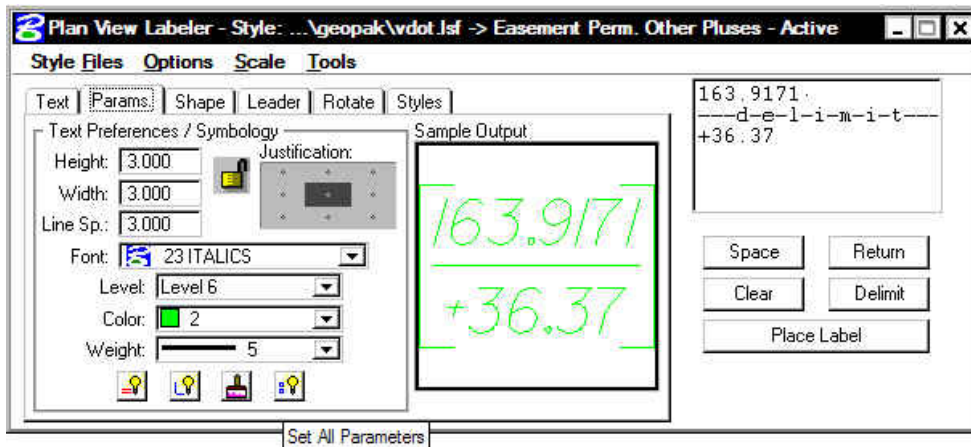 Plan View Labeler - Style: ...\geopak\vdot.lsf -> Easement Perm. Other Pluses - Active
Style Files Options Scale Tools
Text Params. Shape Leader Rotate Styles
Text Preferences / Symbology
Height: 3.000
Width: 3.000
Line Sp.: 3.000
Justification:
Font: 23 ITALICS
Level: Level 6
Color: 2
Weight: 5
Set All Parameters
Sample Output
163.9171
+36.37
163.9171
---d-e-l-i-m-i-t---
+36.37
Space Return
Clear Delimit
Place Label